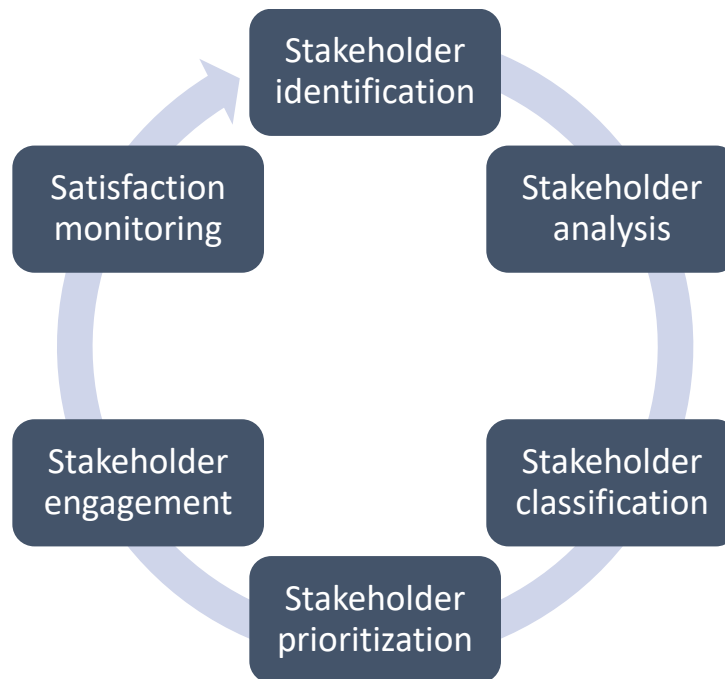 Stakeholder
identification
Stakeholder
analysis
Stakeholder
classification
Stakeholder
prioritization
Stakeholder
engagement
Satisfaction
monitoring